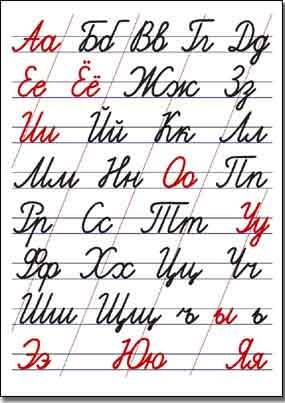 Аа Бб Вв Гг Дд
Ее Ёё Жж Зз
Ии Йй Кк Лл
Мм Нн Оо Пп
Рр Сс Тт Уу
Фф Хх Цц Чч
Шш Щщ ъ ы ь
Ээ Юю Яя